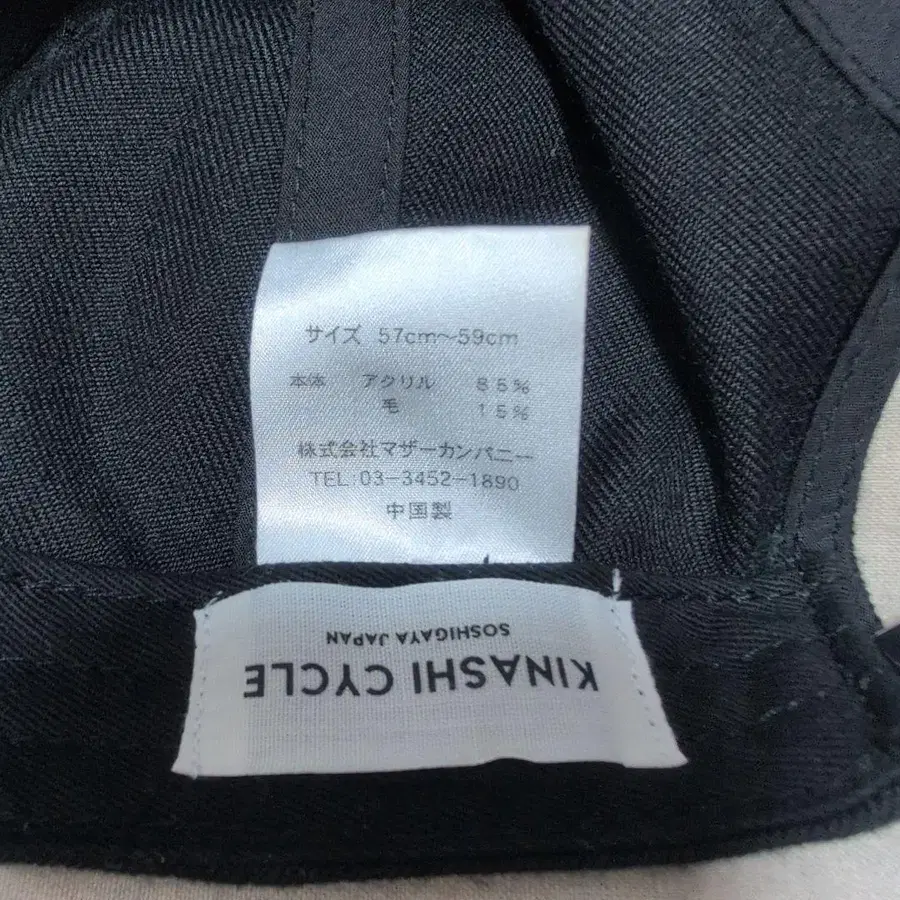 サイズ 57cm～59cm
本体 アクリル 85%
毛 15%
株式会社マザーカンパニー
TEL:03-3452-1890
中国製
KINASHI CYCLE
SOSHIGAYA JAPAN